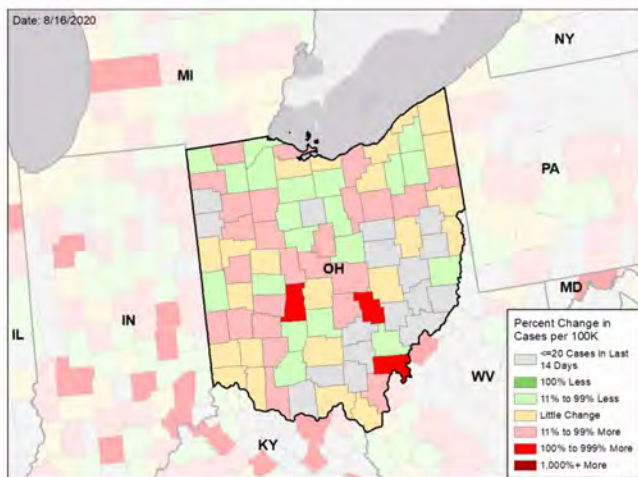 Date: 8/16/2020
NY
MI
PA
OH
MD
IL
IN
WV
KY
Percent Change in
Cases per 100K
<=20 Cases in Last
14 Days
100% Less
11% to 99% Less
Little Change
11% to 99% More
100% to 999% More
1,000%+ More